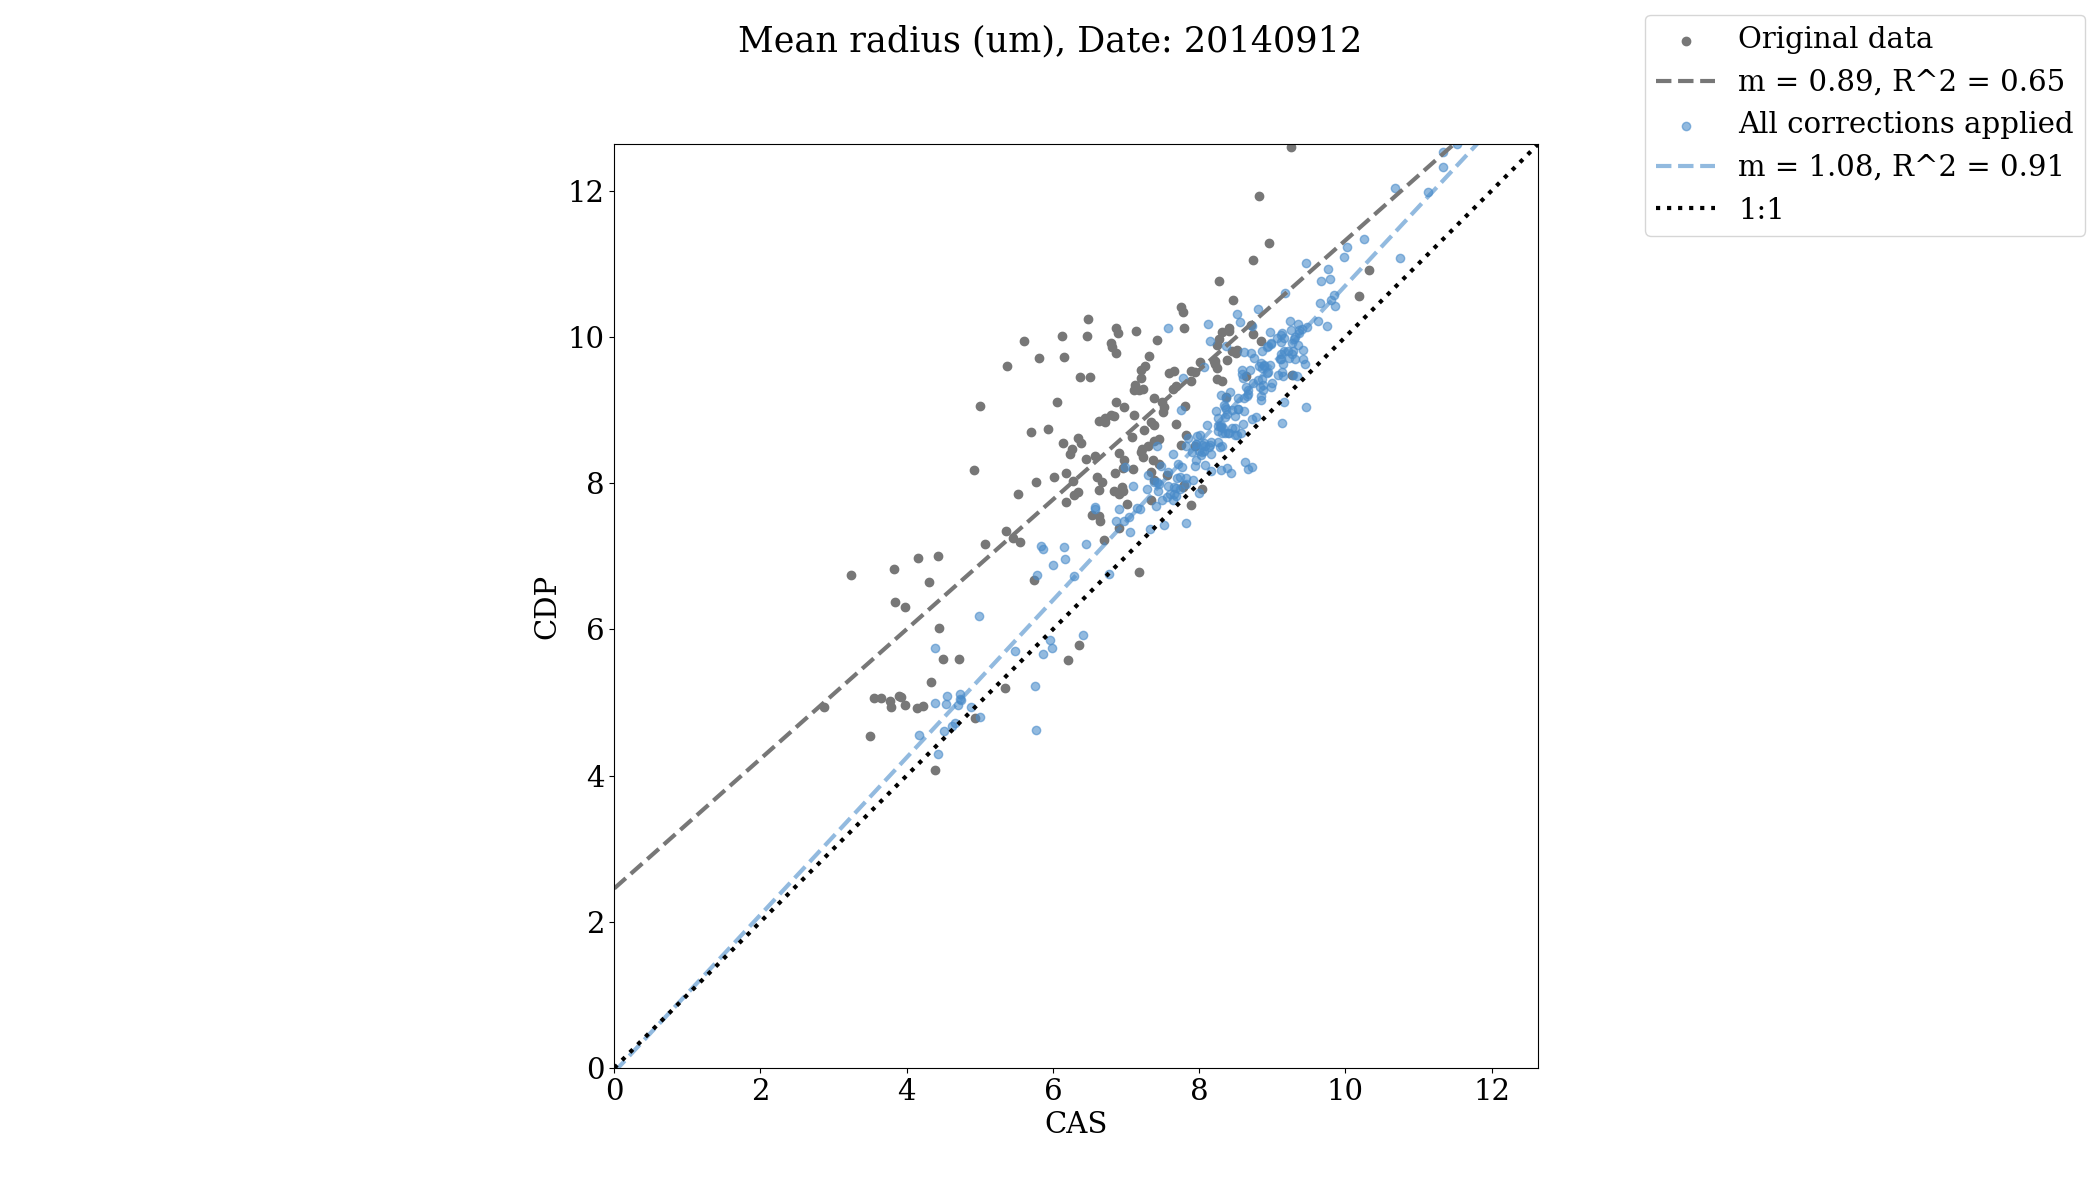 Mean radius (um), Date: 20140912
Original data
m = 0.89, R^2 = 0.65
All corrections applied
m = 1.08, R^2 = 0.91
1:1
12
10
8
6
4
2
0
CDP
0 2 4 6 8 10 12
CAS